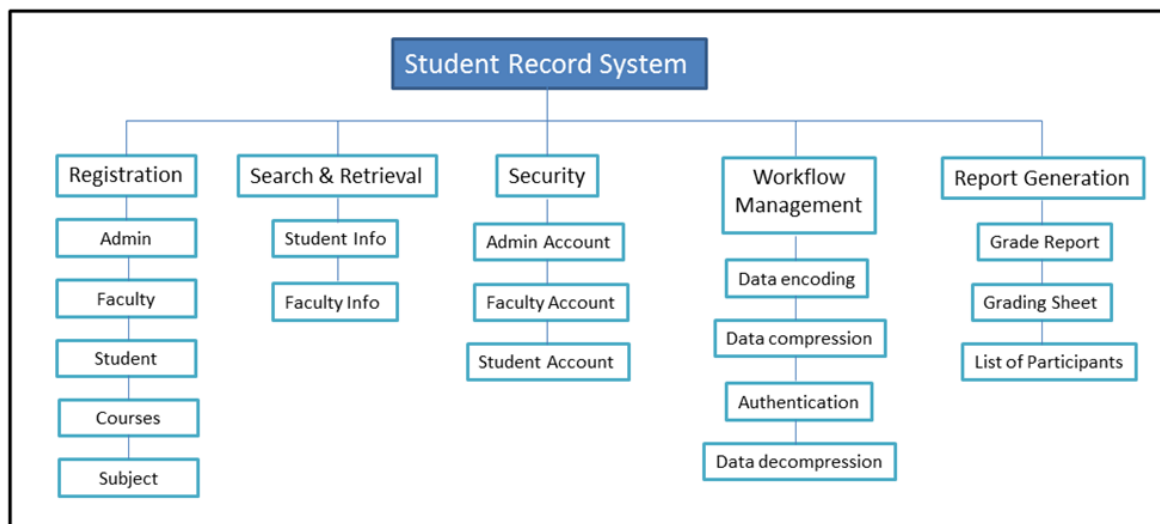 Student Record System
Registration
Admin
Faculty
Student
Courses
Subject
Search & Retrieval
Student Info
Faculty Info
Security
Admin Account
Faculty Account
Student Account
Workflow
Management
Data encoding
Data compression
Authentication
Data decompression
Report Generation
Grade Report
Grading Sheet
List of Participants